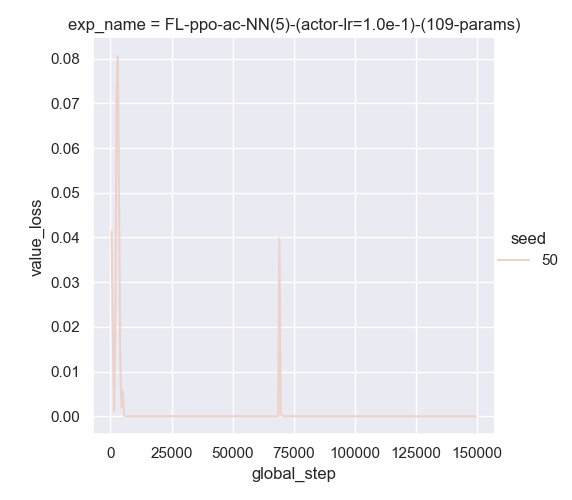 exp_name = FL-ppo-ac-NN(5)-(actor-lr=1.0e-1)-(109-params)
0.08
0.07
0.06
0.05
0.04
0.03
0.02
0.01
0.00
value_loss
0 25000 50000 75000 100000 125000 150000
global_step
seed
50